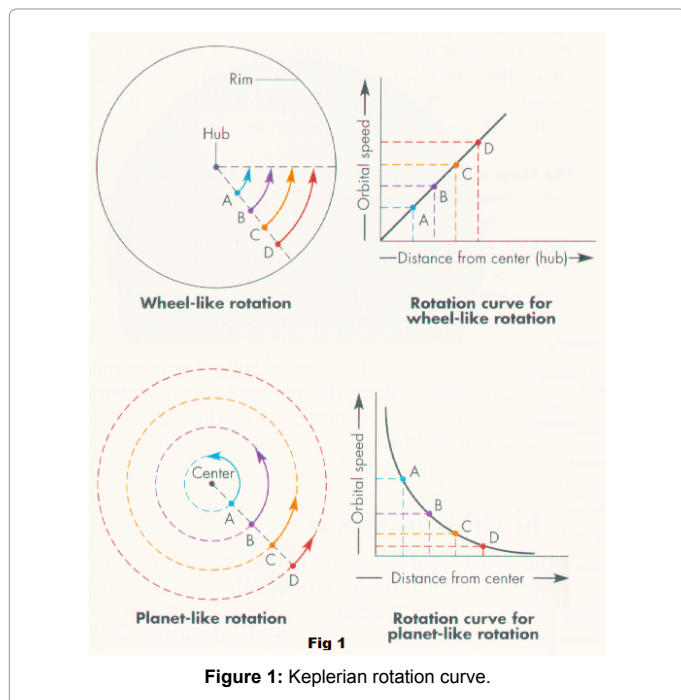 Rim
Hub
A
B
C
D
Wheel-like rotation
Orbital speed
A
B
C
D
Distance from center (hub)
Rotation curve for
wheel-like rotation
Center
A
B
C
D
Planet-like rotation
Orbital speed
A
B
C
D
Distance from center
Rotation curve for
planet-like rotation
Fig 1
Figure 1: Keplerian rotation curve.